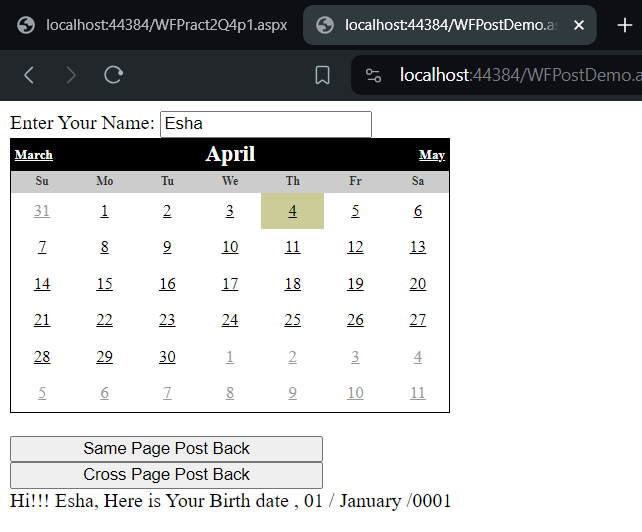 localhost:44384/WFPract2Q4p1.aspx localhost:44384/WFPostDemo.as
localhost:44384/WFPostDemo.a
Enter Your Name: Esha
March April May
Su Mo Tu We Th Fr Sa
31 1 2 3 4 5 6
7 8 9 10 11 12 13
14 15 16 17 18 19 20
21 22 23 24 25 26 27
28 29 30 1 2 3 4
5 6 7 8 9 10 11
Same Page Post Back
Cross Page Post Back
Hi!!! Esha, Here is Your Birth date , 01 / January /0001